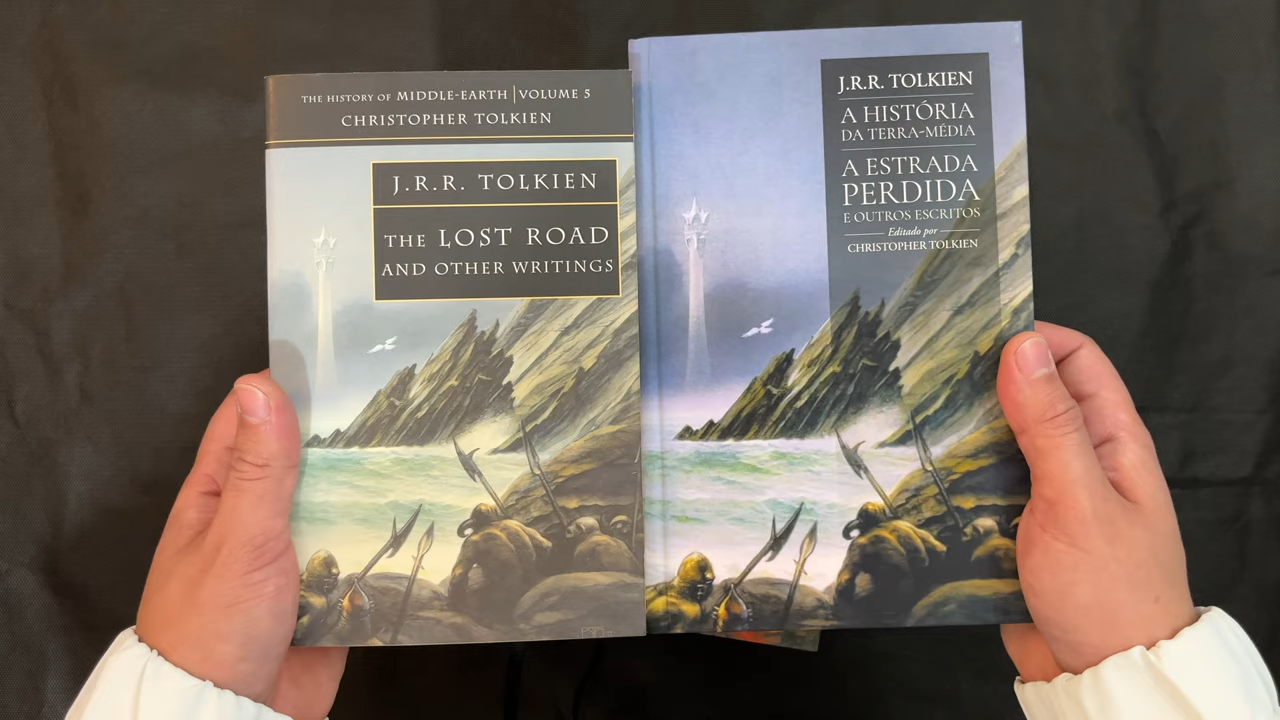 THE HISTORY OF MIDDLE-EARTH | VOLUME 5
CHRISTOPHER TOLKIEN
J.R.R. TOLKIEN
THE LOST ROAD
AND OTHER WRITINGS
J.R.R. TOLKIEN
A HISTÓRIA
DA TERRA-MÉDIA
A ESTRADA
PERDIDA
E OUTROS ESCRITOS
Editado por
CHRISTOPHER TOLKIEN